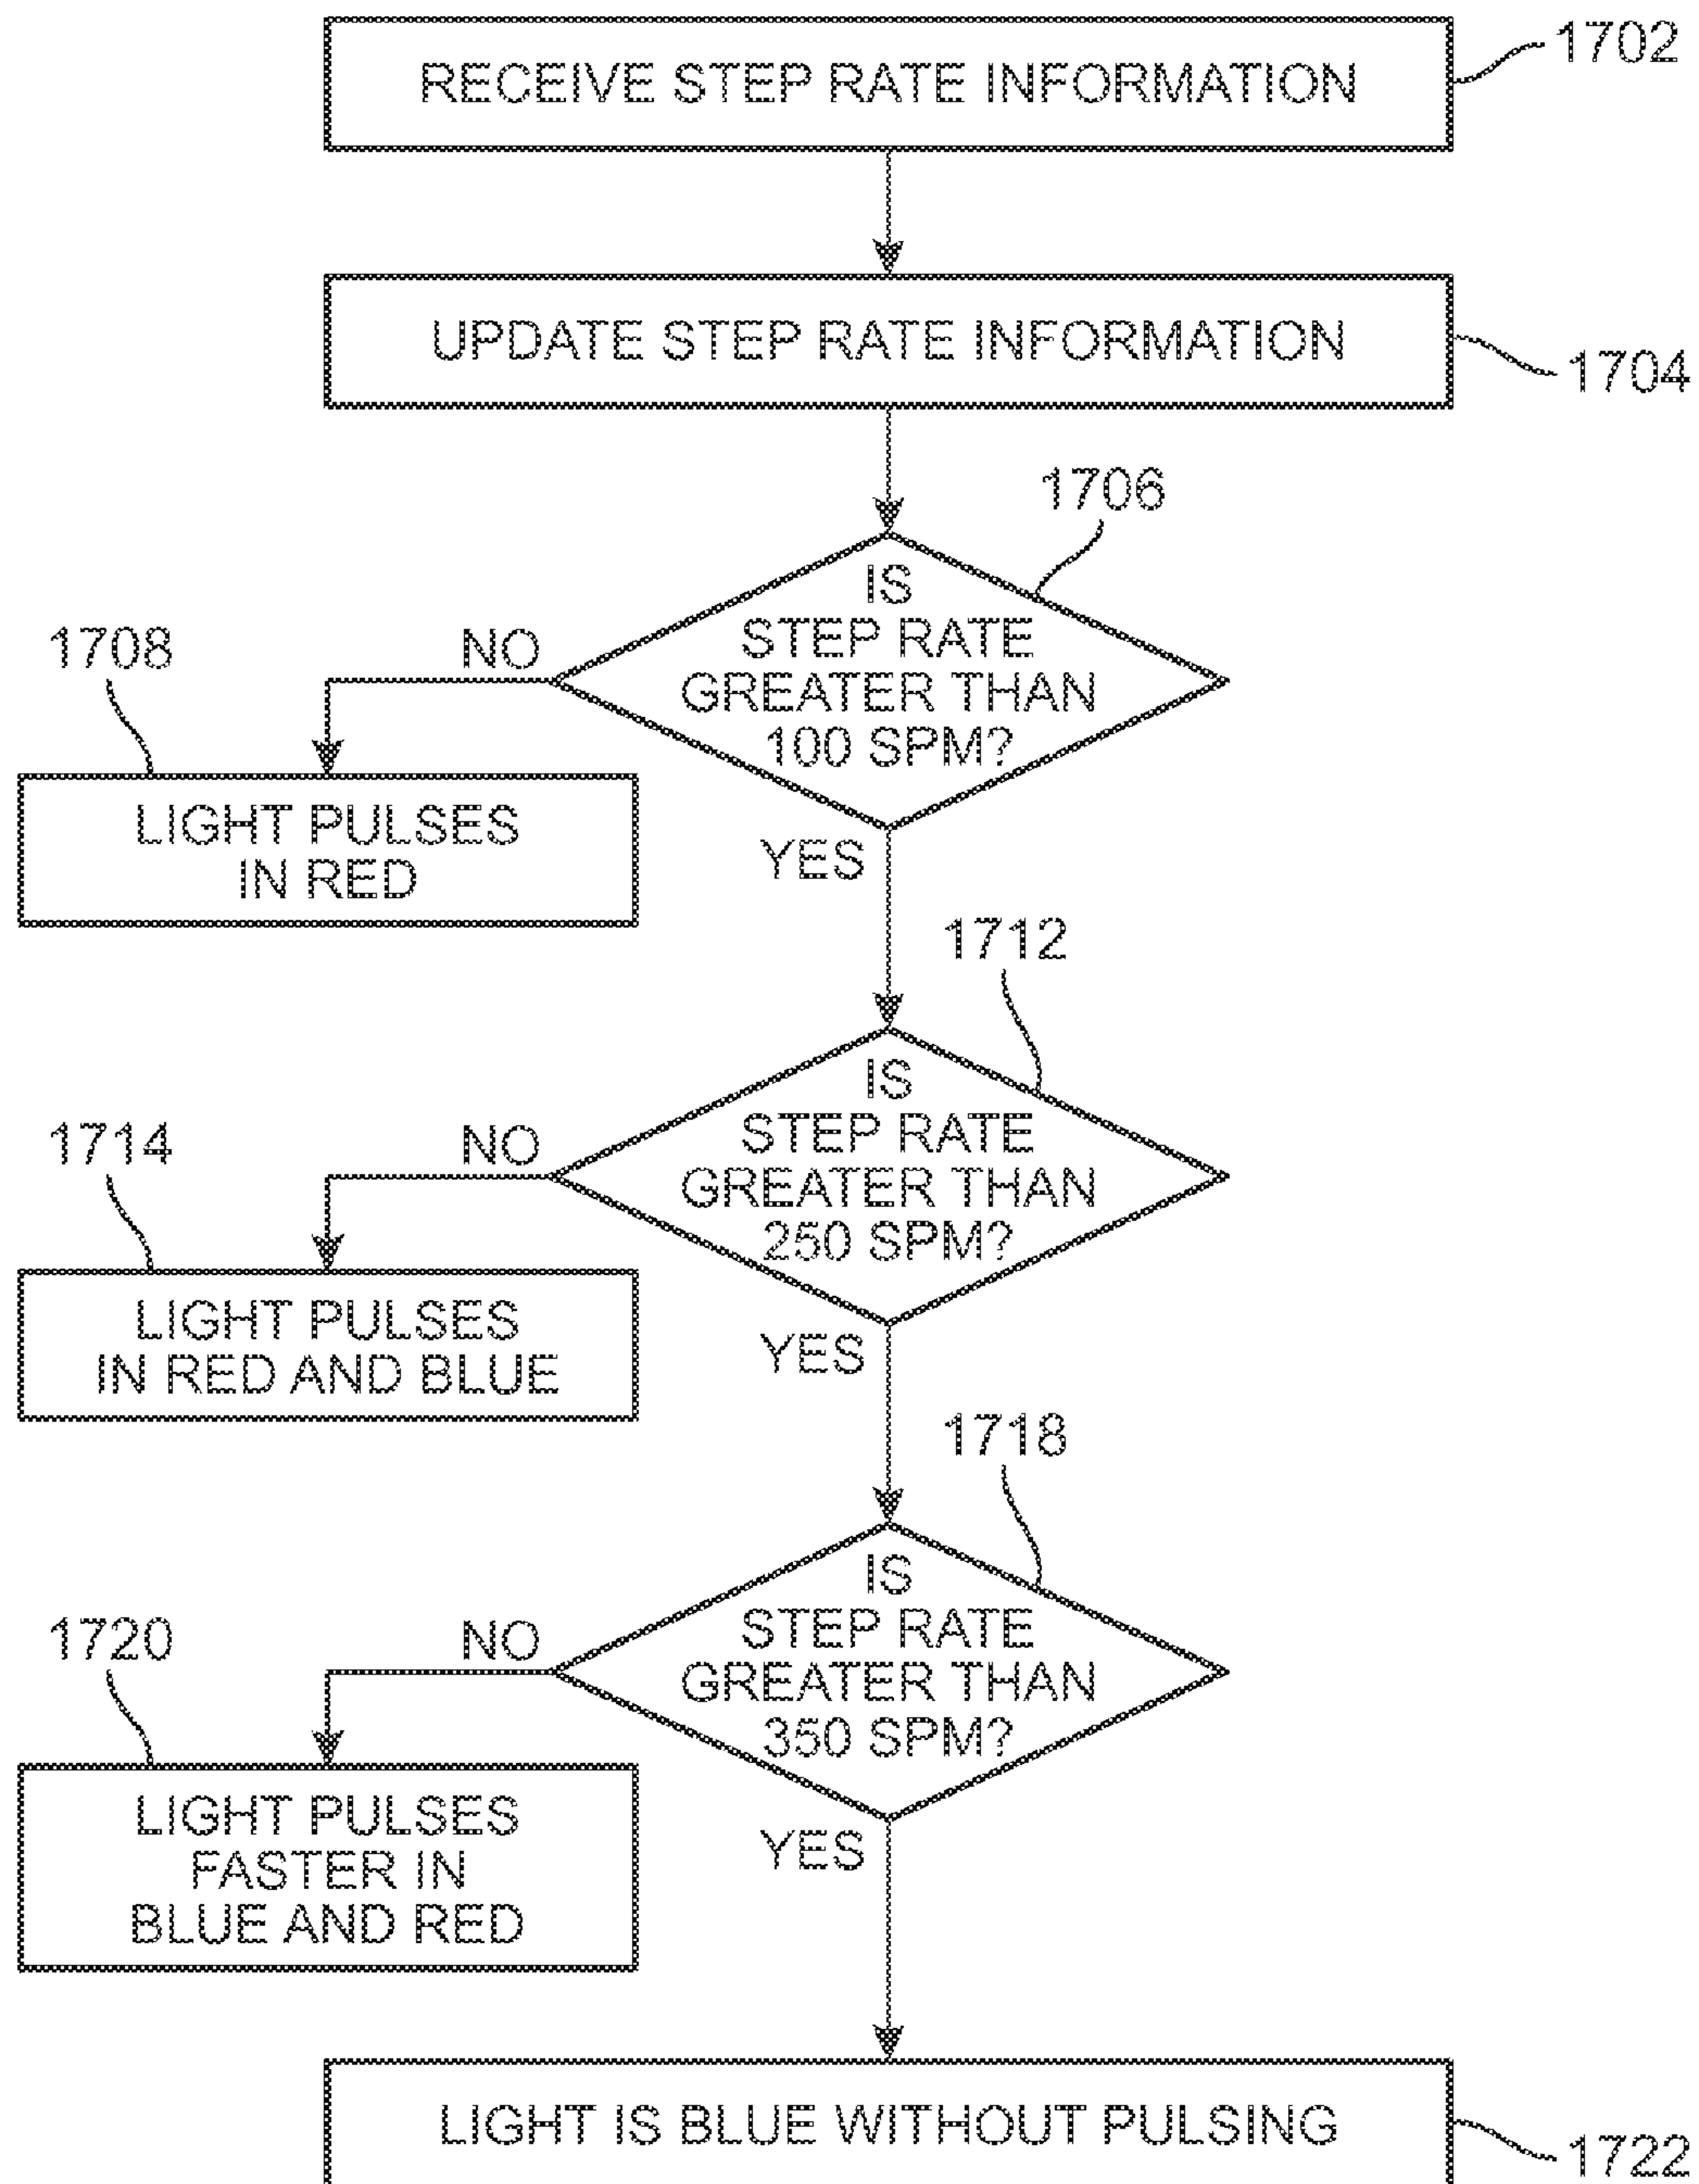 RECEIVE STEP RATE INFORMATION
1702
UPDATE STEP RATE INFORMATION
1704
1706
IS
STEP RATE
GREATER THAN
100 SPM?
NO
1708
LIGHT PULSES
IN RED
YES
1712
IS
STEP RATE
GREATER THAN
250 SPM?
NO
1714
LIGHT PULSES
IN RED AND BLUE
YES
1718
IS
STEP RATE
GREATER THAN
350 SPM?
NO
1720
LIGHT PULSES
FASTER IN
BLUE AND RED
YES
LIGHT IS BLUE WITHOUT PULSING
1722